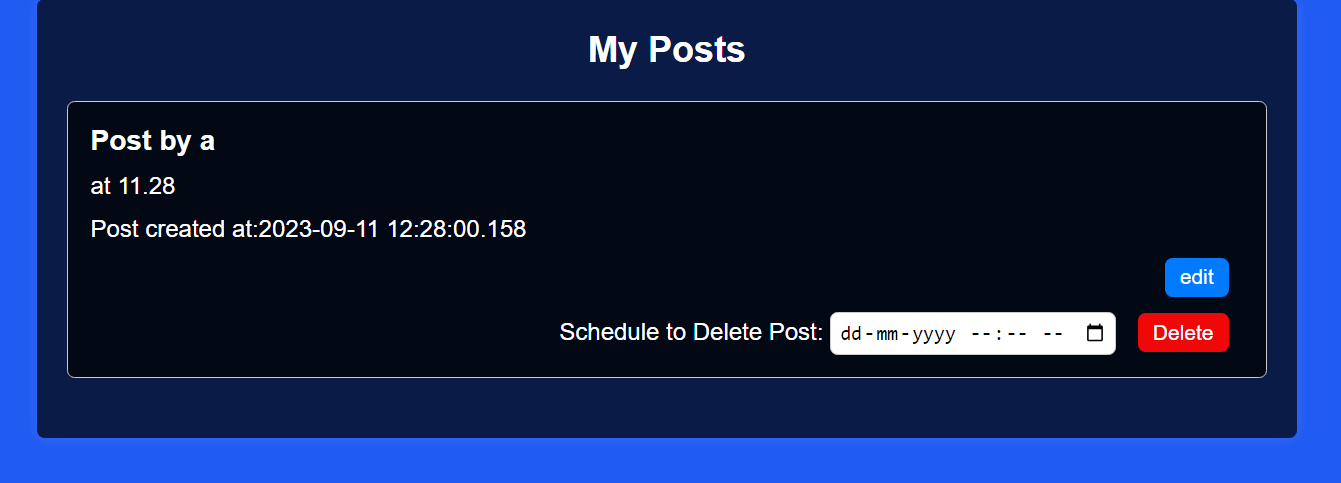 My Posts
Post by a
at 11.28
Post created at:2023-09-11 12:28:00.158
edit
Schedule to Delete Post: dd-mm-yyyy --:-- -- Delete